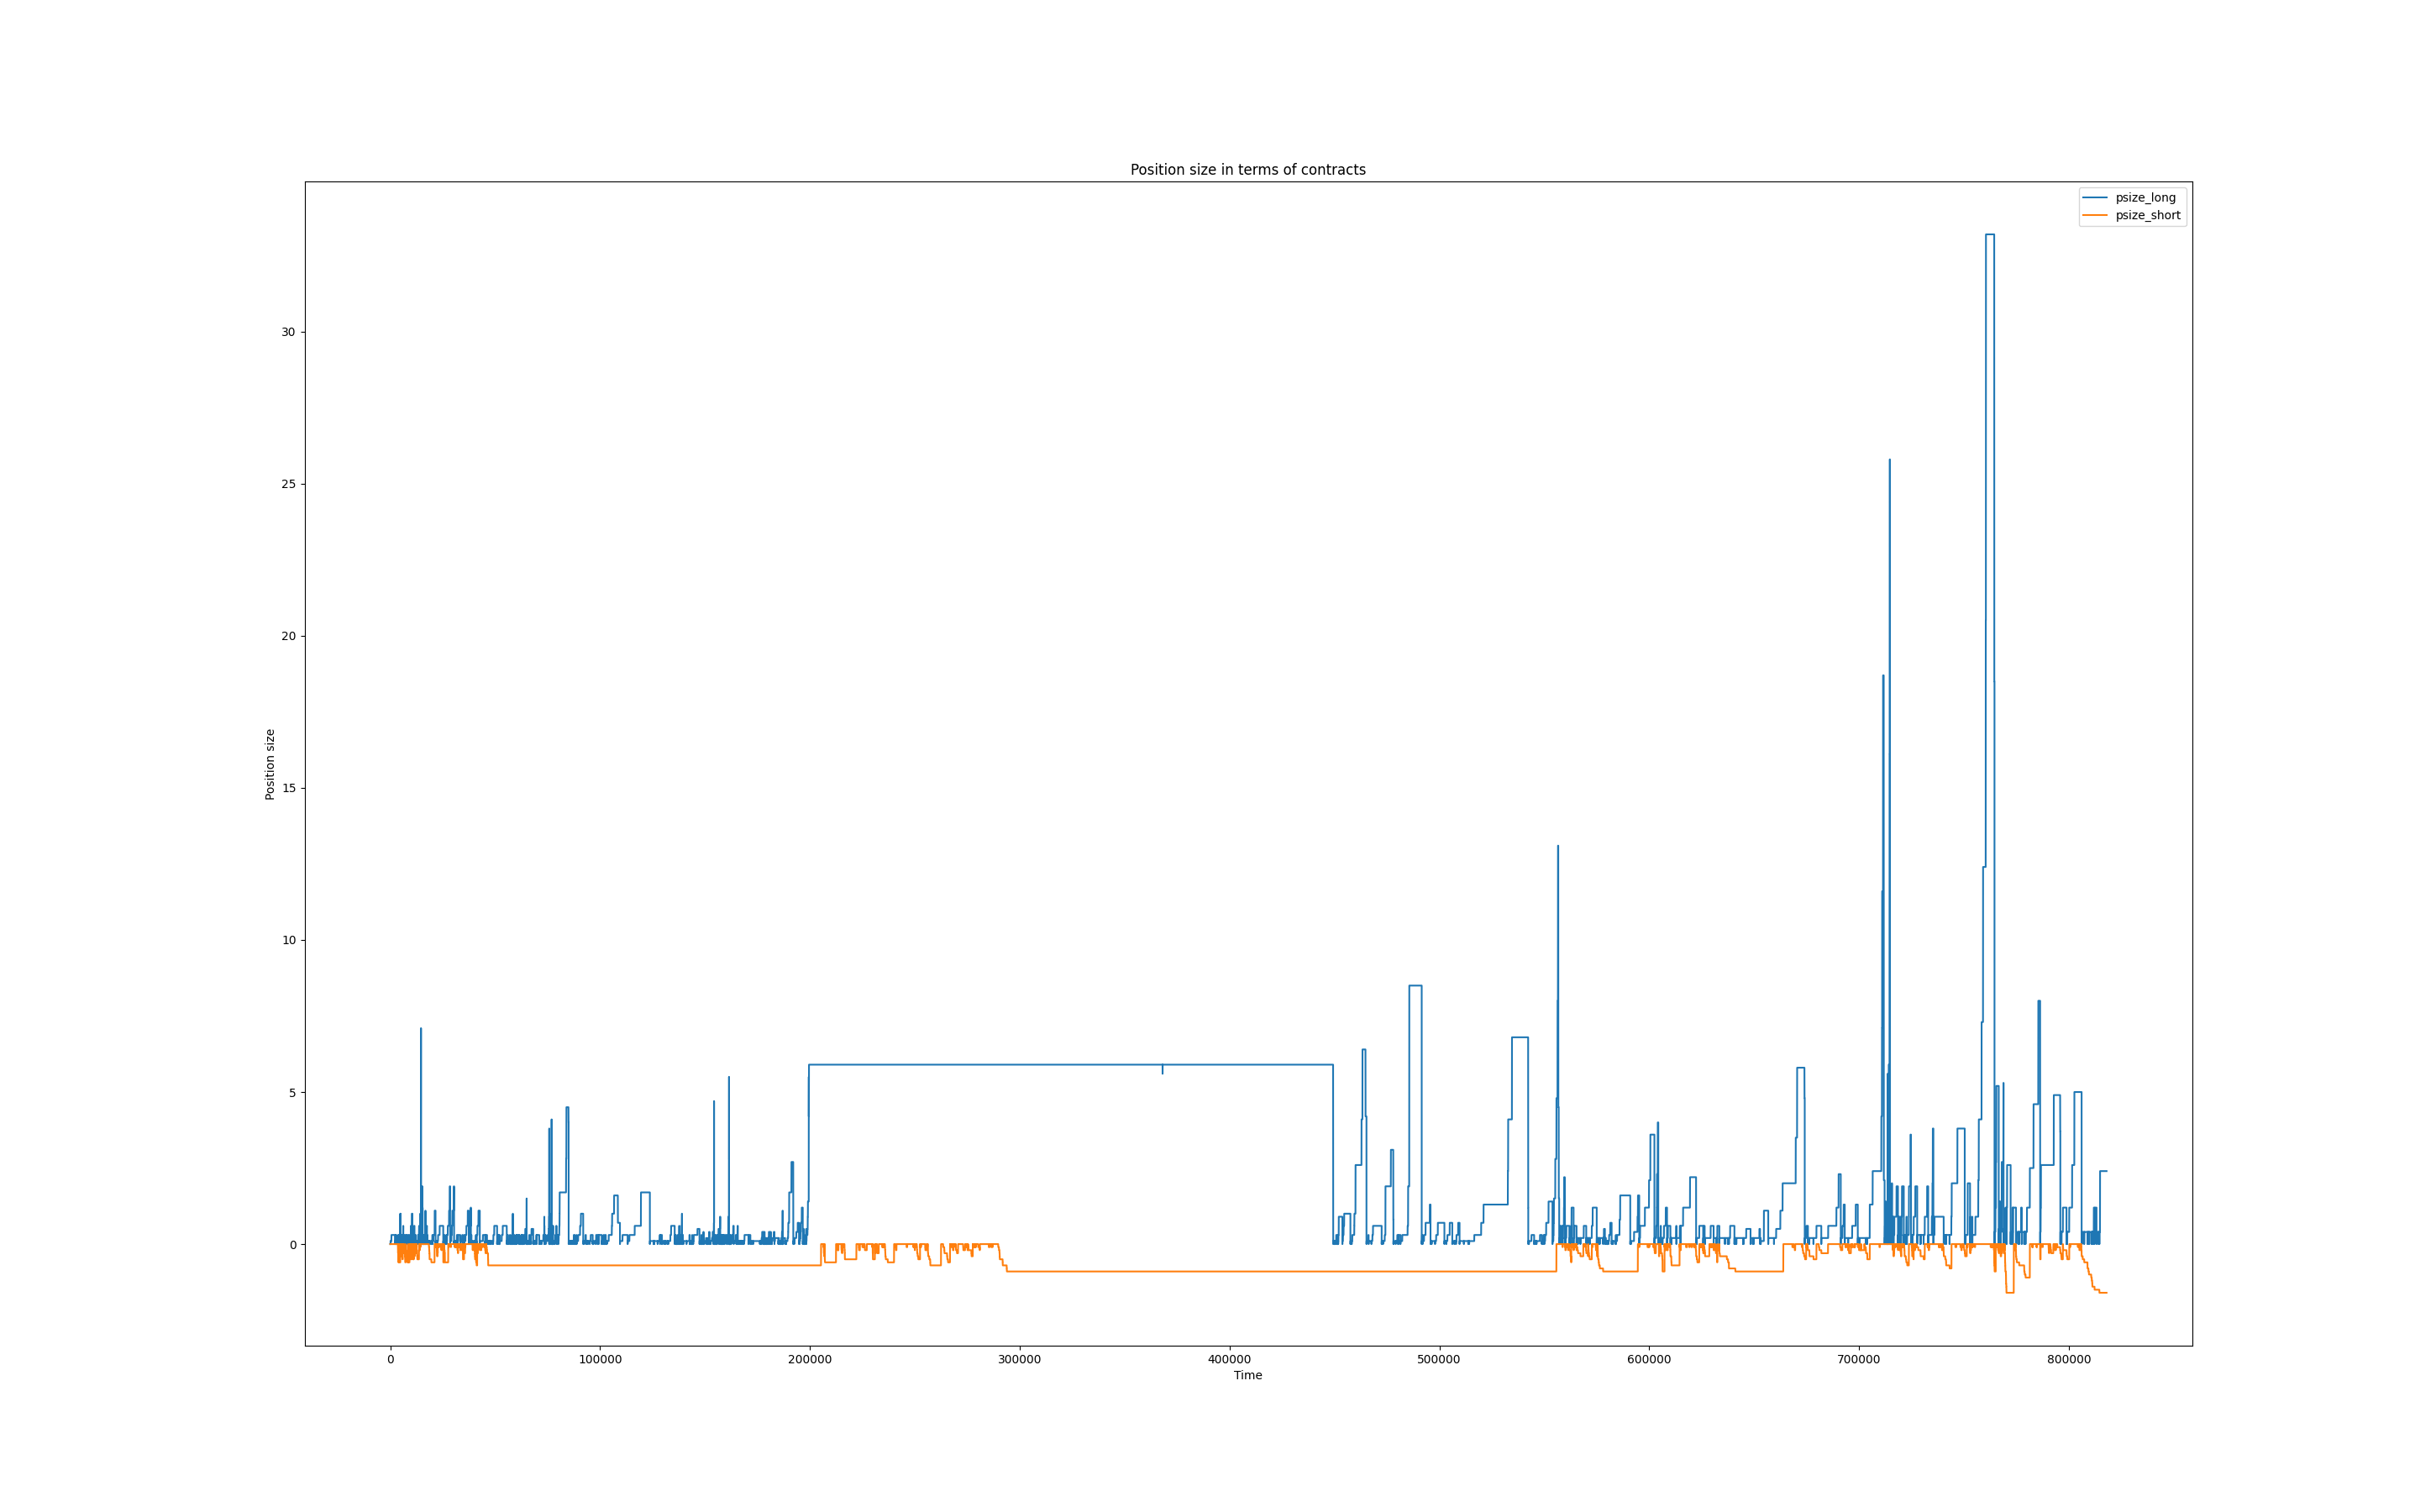 Position size in terms of contracts
psize_long
psize_short
30
25
20
15
10
5
0
Position size
0 100000 200000 300000 400000 500000 600000 700000 800000
Time